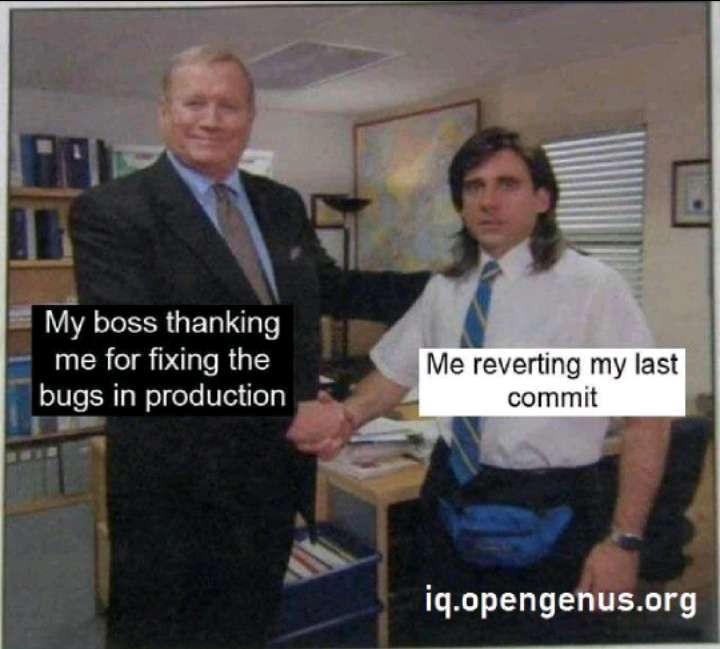 My boss thanking
me for fixing the
bugs in production
Me reverting my last
commit
iq.opengenus.org